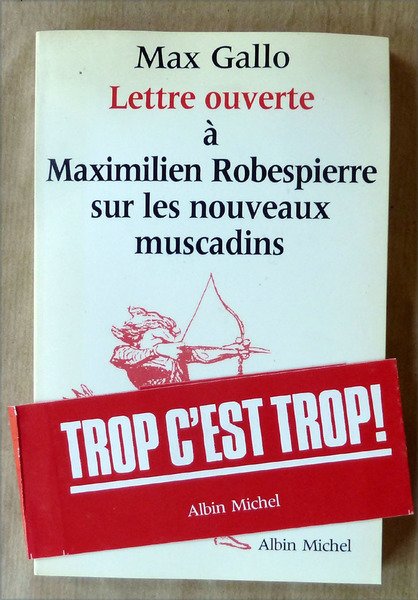 Max Gallo
Lettre ouverte
à
Maximilien Robespierre
sur les nouveaux
muscadins
TROP C'EST TROP!
Albin Michel
Albin Michel